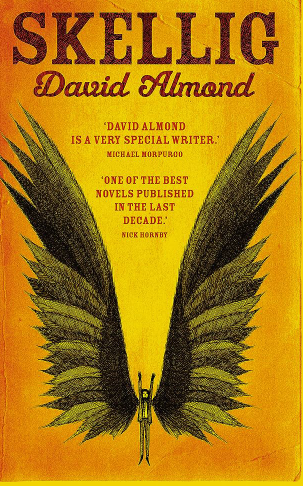 SKELLIG
David Almond
‘DAVID ALMOND
IS A VERY SPECIAL WRITER.’
MICHAEL MORPURGO
‘ONE OF THE BEST
NOVELS PUBLISHED
IN THE LAST
DECADE.’
NICK HORNBY